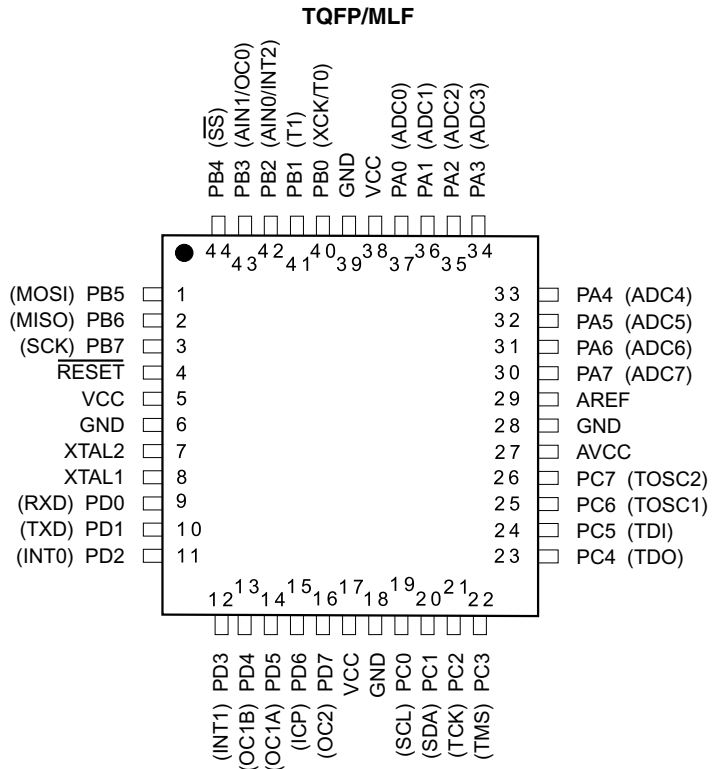 TQFP/MLF
PB4 (SS)
PB3 (AIN1/OC0)
PB2 (AIN0/INT2)
PB1 (T1)
PB0 (XCK/T0)
GND
VCC
PA0 (ADC0)
PA1 (ADC1)
PA2 (ADC2)
PA3 (ADC3)
44
43
42
41
40
39
38
37
36
35
34
(MOSI) PB5 1
(MISO) PB6 2
(SCK) PB7 3
RESET 4
VCC 5
GND 6
XTAL2 7
XTAL1 8
(RXD) PD0 9
(TXD) PD1 10
(INT0) PD2 11
33 PA4 (ADC4)
32 PA5 (ADC5)
31 PA6 (ADC6)
30 PA7 (ADC7)
29 AREF
28 GND
27 AVCC
26 PC7 (TOSC2)
25 PC6 (TOSC1)
24 PC5 (TDI)
23 PC4 (TDO)
12
13
14
15
16
17
18
19
20
21
22
(INT1) PD3
(OC1B) PD4
(OC1A) PD5
(ICP) PD6
(OC2) PD7
VCC
GND
(SCL) PC0
(SDA) PC1
(TCK) PC2
(TMS) PC3